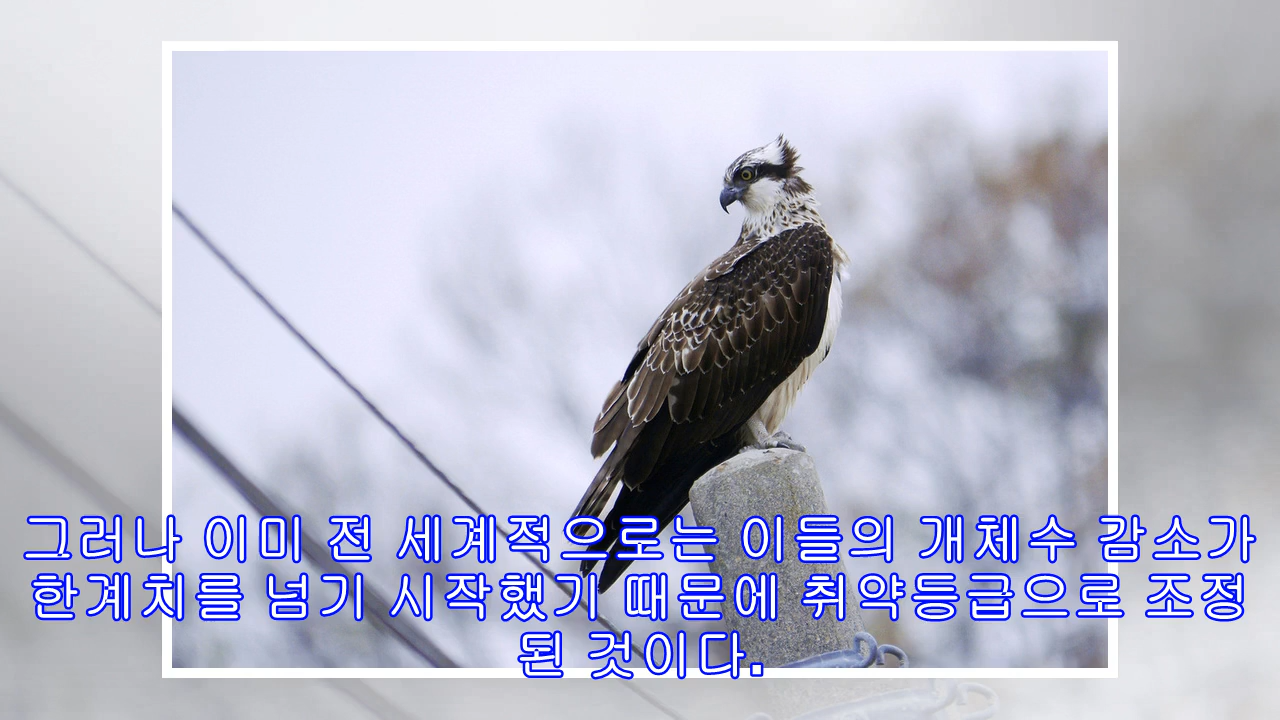 그러나 이미 전 세계적으로는 이들의 개체수 감소가
한계치를 넘기 시작했기 때문에 취약등급으로 조정
된 것이다.